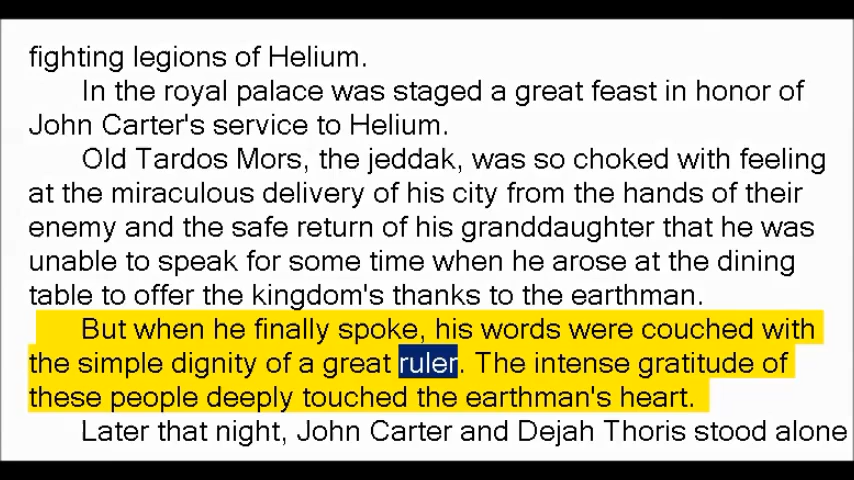 fighting legions of Helium.
In the royal palace was staged a great feast in honor of
John Carter's service to Helium.
Old Tardos Mors, the jeddak, was so choked with feeling
at the miraculous delivery of his city from the hands of their
enemy and the safe return of his granddaughter that he was
unable to speak for some time when he arose at the dining
table to offer the kingdom's thanks to the earthman.
But when he finally spoke, his words were couched with
the simple dignity of a great ruler. The intense gratitude of
these people deeply touched the earthman's heart.
Later that night, John Carter and Dejah Thoris stood alone